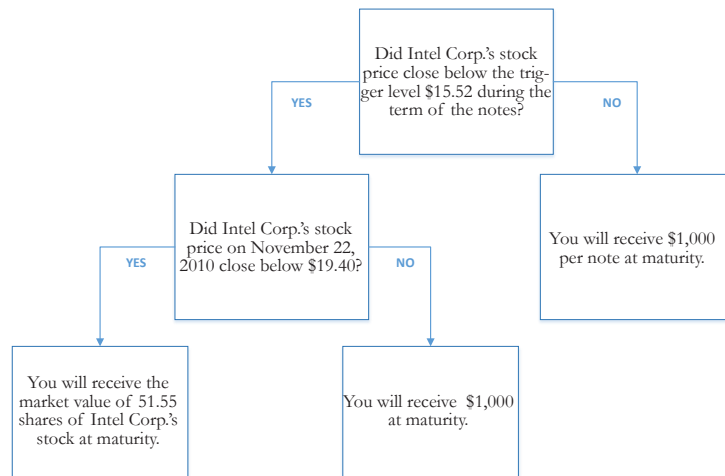 Did Intel Corp.'s stock
price close below the trig-
ger level $15.52 during the
term of the notes?
YES
NO
Did Intel Corp.'s stock
price on November 22,
2010 close below $19.40?
You will receive $1,000
per note at maturity.
YES
NO
You will receive the
market value of 51.55
shares of Intel Corp.'s
stock at maturity.
You will receive $1,000
at maturity.